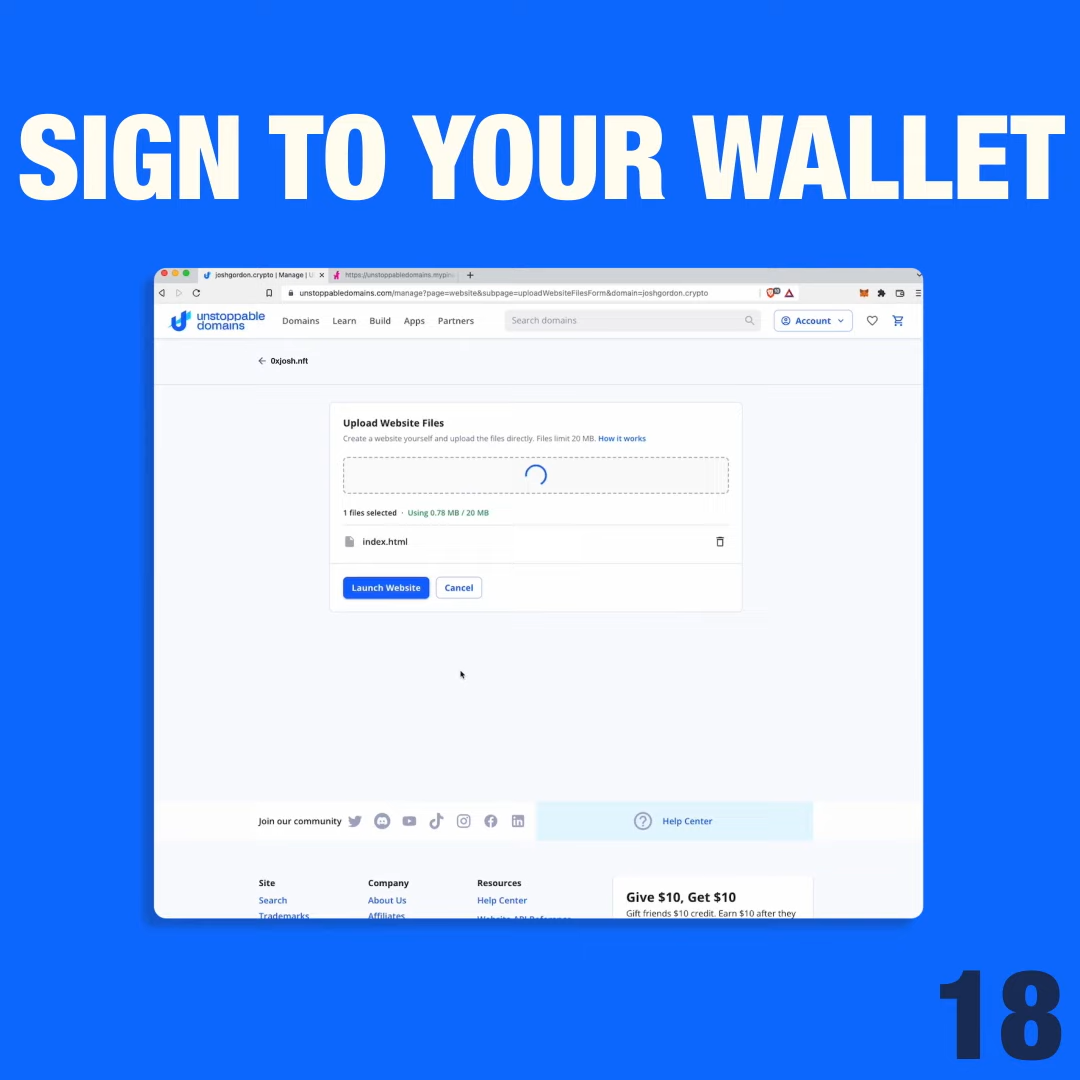 SIGN TO YOUR WALLET
joshgordon.crypto | Manage | U
https://unstoppabledomains.mypin
unstoppabledomains.com/manage?page=website&subpage=uploadWebsiteFilesForm&domain=joshgordon.crypto
unstoppable domains
Domains Learn Build Apps Partners
Search domains
Account
0xjosh.nft
Upload Website Files
Create a website yourself and upload the files directly. Files limit 20 MB. How it works
1 files selected · Using 0.78 MB / 20 MB
index.html
Launch Website Cancel
Join our community
Help Center
Site Company Resources
Search About Us Help Center
Trademarks Affiliates Website API Reference
Give $10, Get $10
Gift friends $10 credit. Earn $10 after they
18